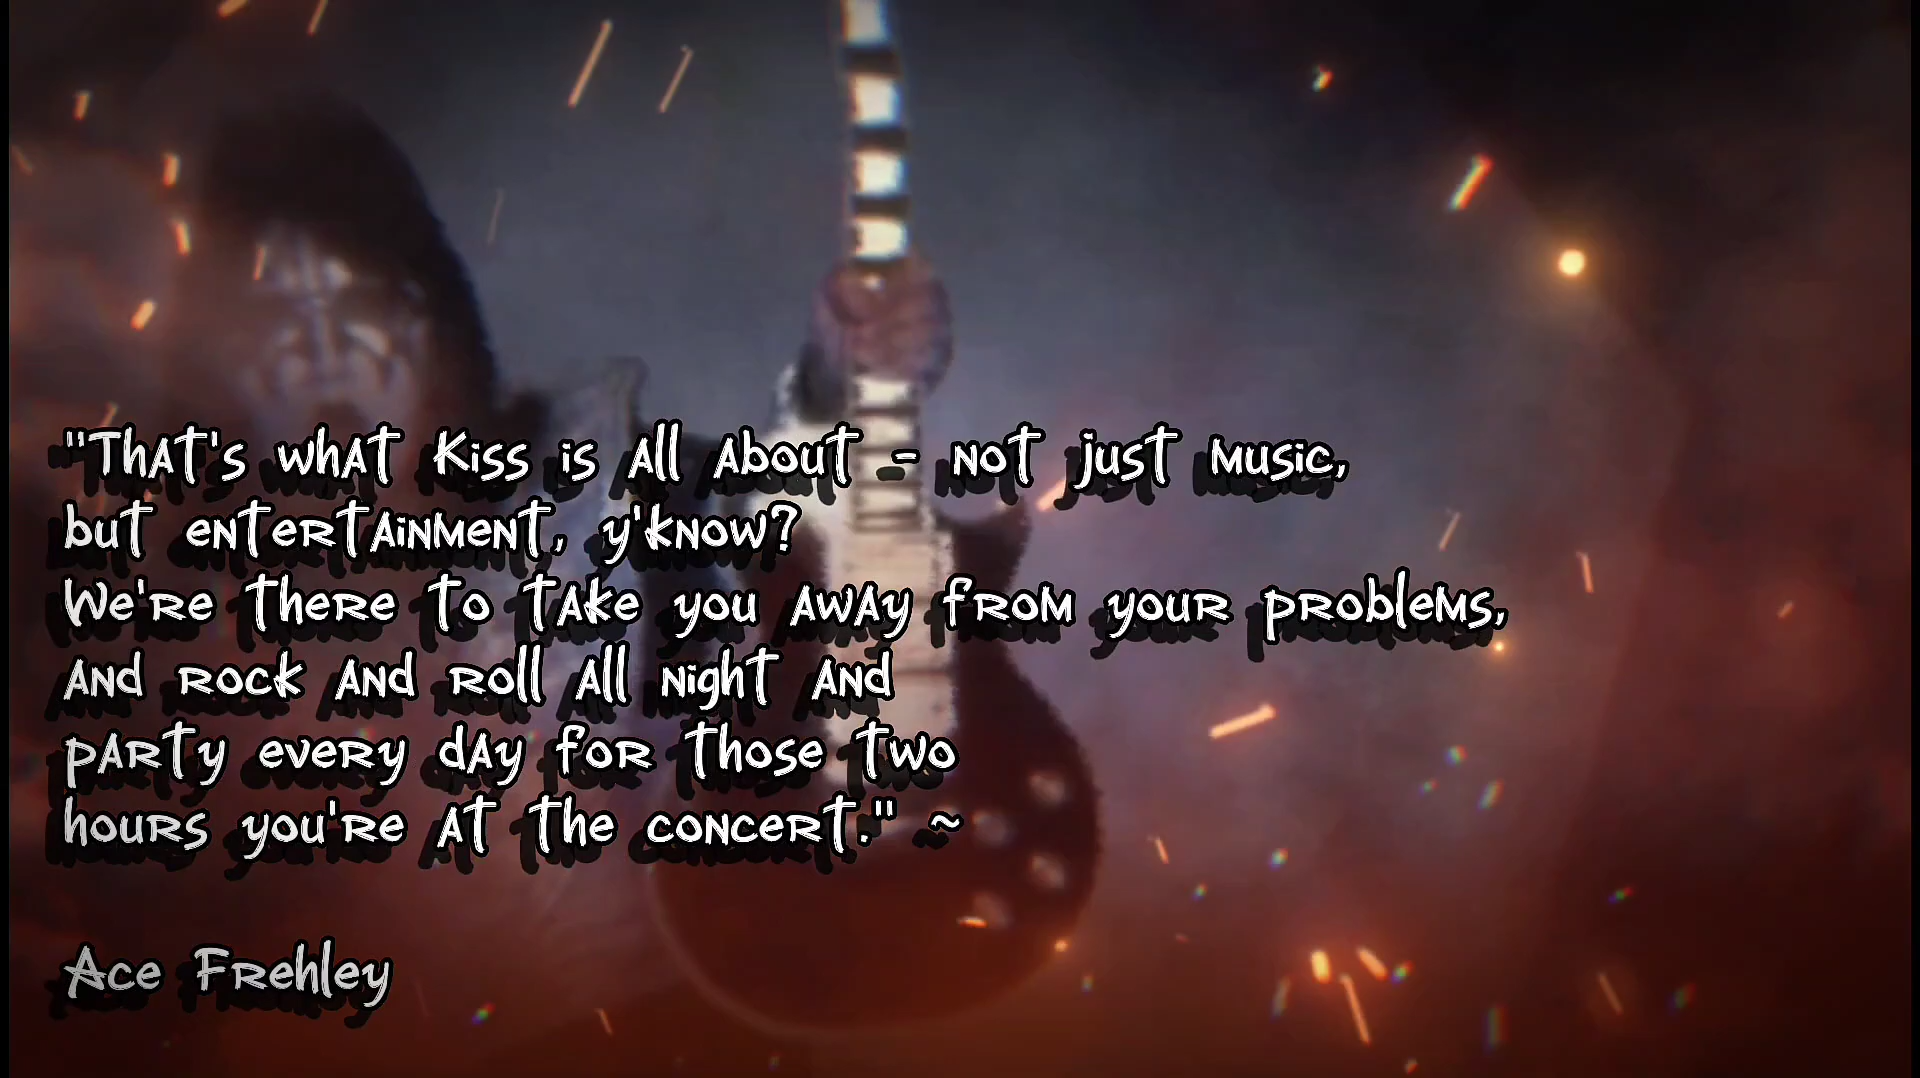 "That's what Kiss is all about - not just music,
but entertainment, y'know?
We're there to take you away from your problems,
and rock and roll all night and
party every day for those two
hours you're at the concert." ~
Ace Frehley